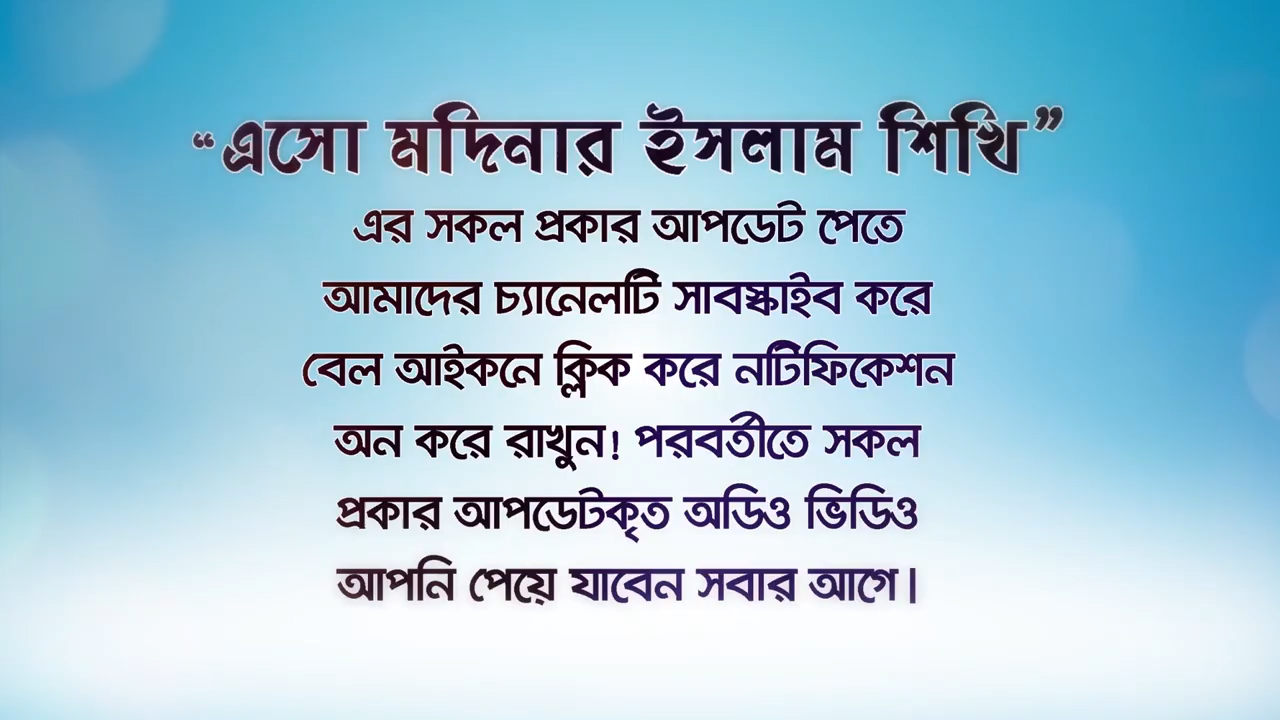 “এসো মদিনার ইসলাম শিখি”
এর সকল প্রকার আপডেট পেতে
আমাদের চ্যানেলটি সাবস্কাইব করে
বেল আইকনে ক্লিক করে নটিফিকেশন
অন করে রাখুন! পরবর্তীতে সকল
প্রকার আপডেটকৃত অডিও ভিডিও
আপনি পেয়ে যাবেন সবার আগে।